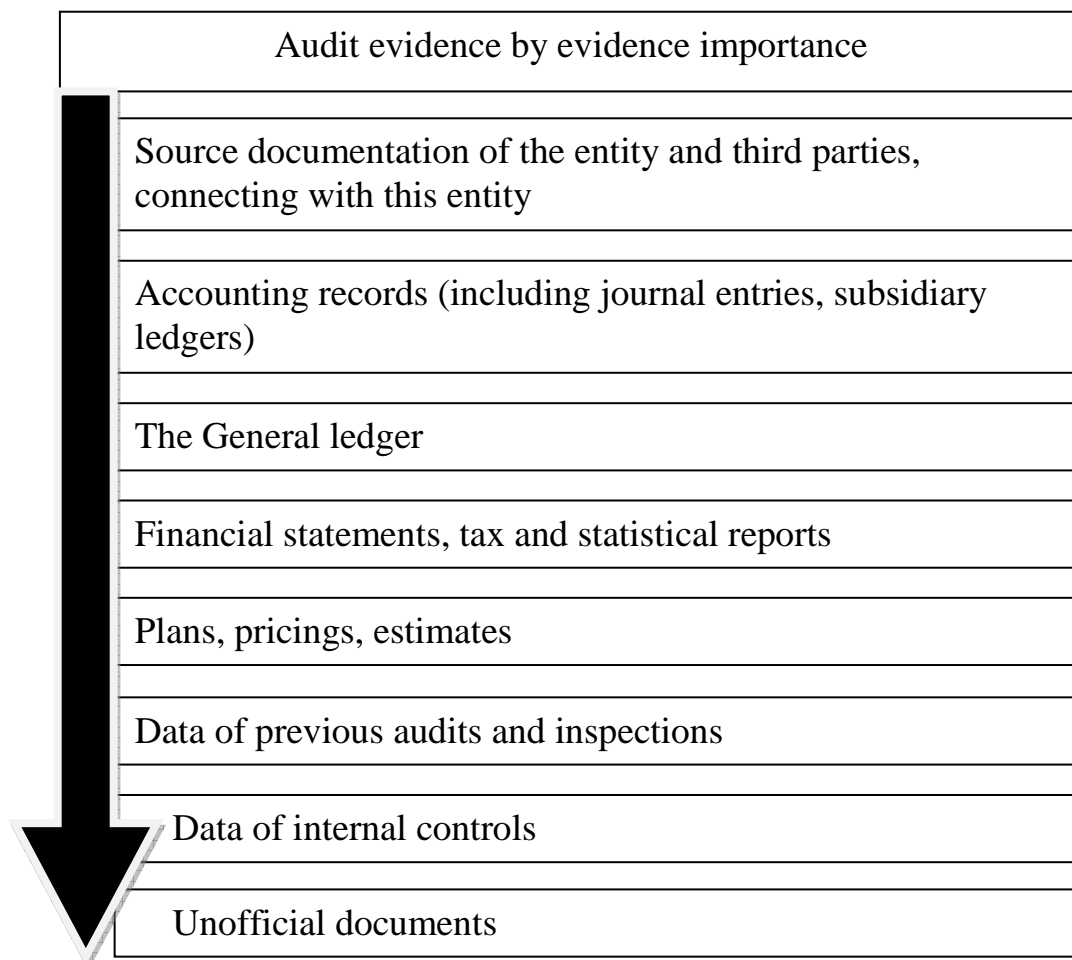 Audit evidence by evidence importance
Source documentation of the entity and third parties,
connecting with this entity
Accounting records (including journal entries, subsidiary
ledgers)
The General ledger
Financial statements, tax and statistical reports
Plans, pricings, estimates
Data of previous audits and inspections
Data of internal controls
Unofficial documents